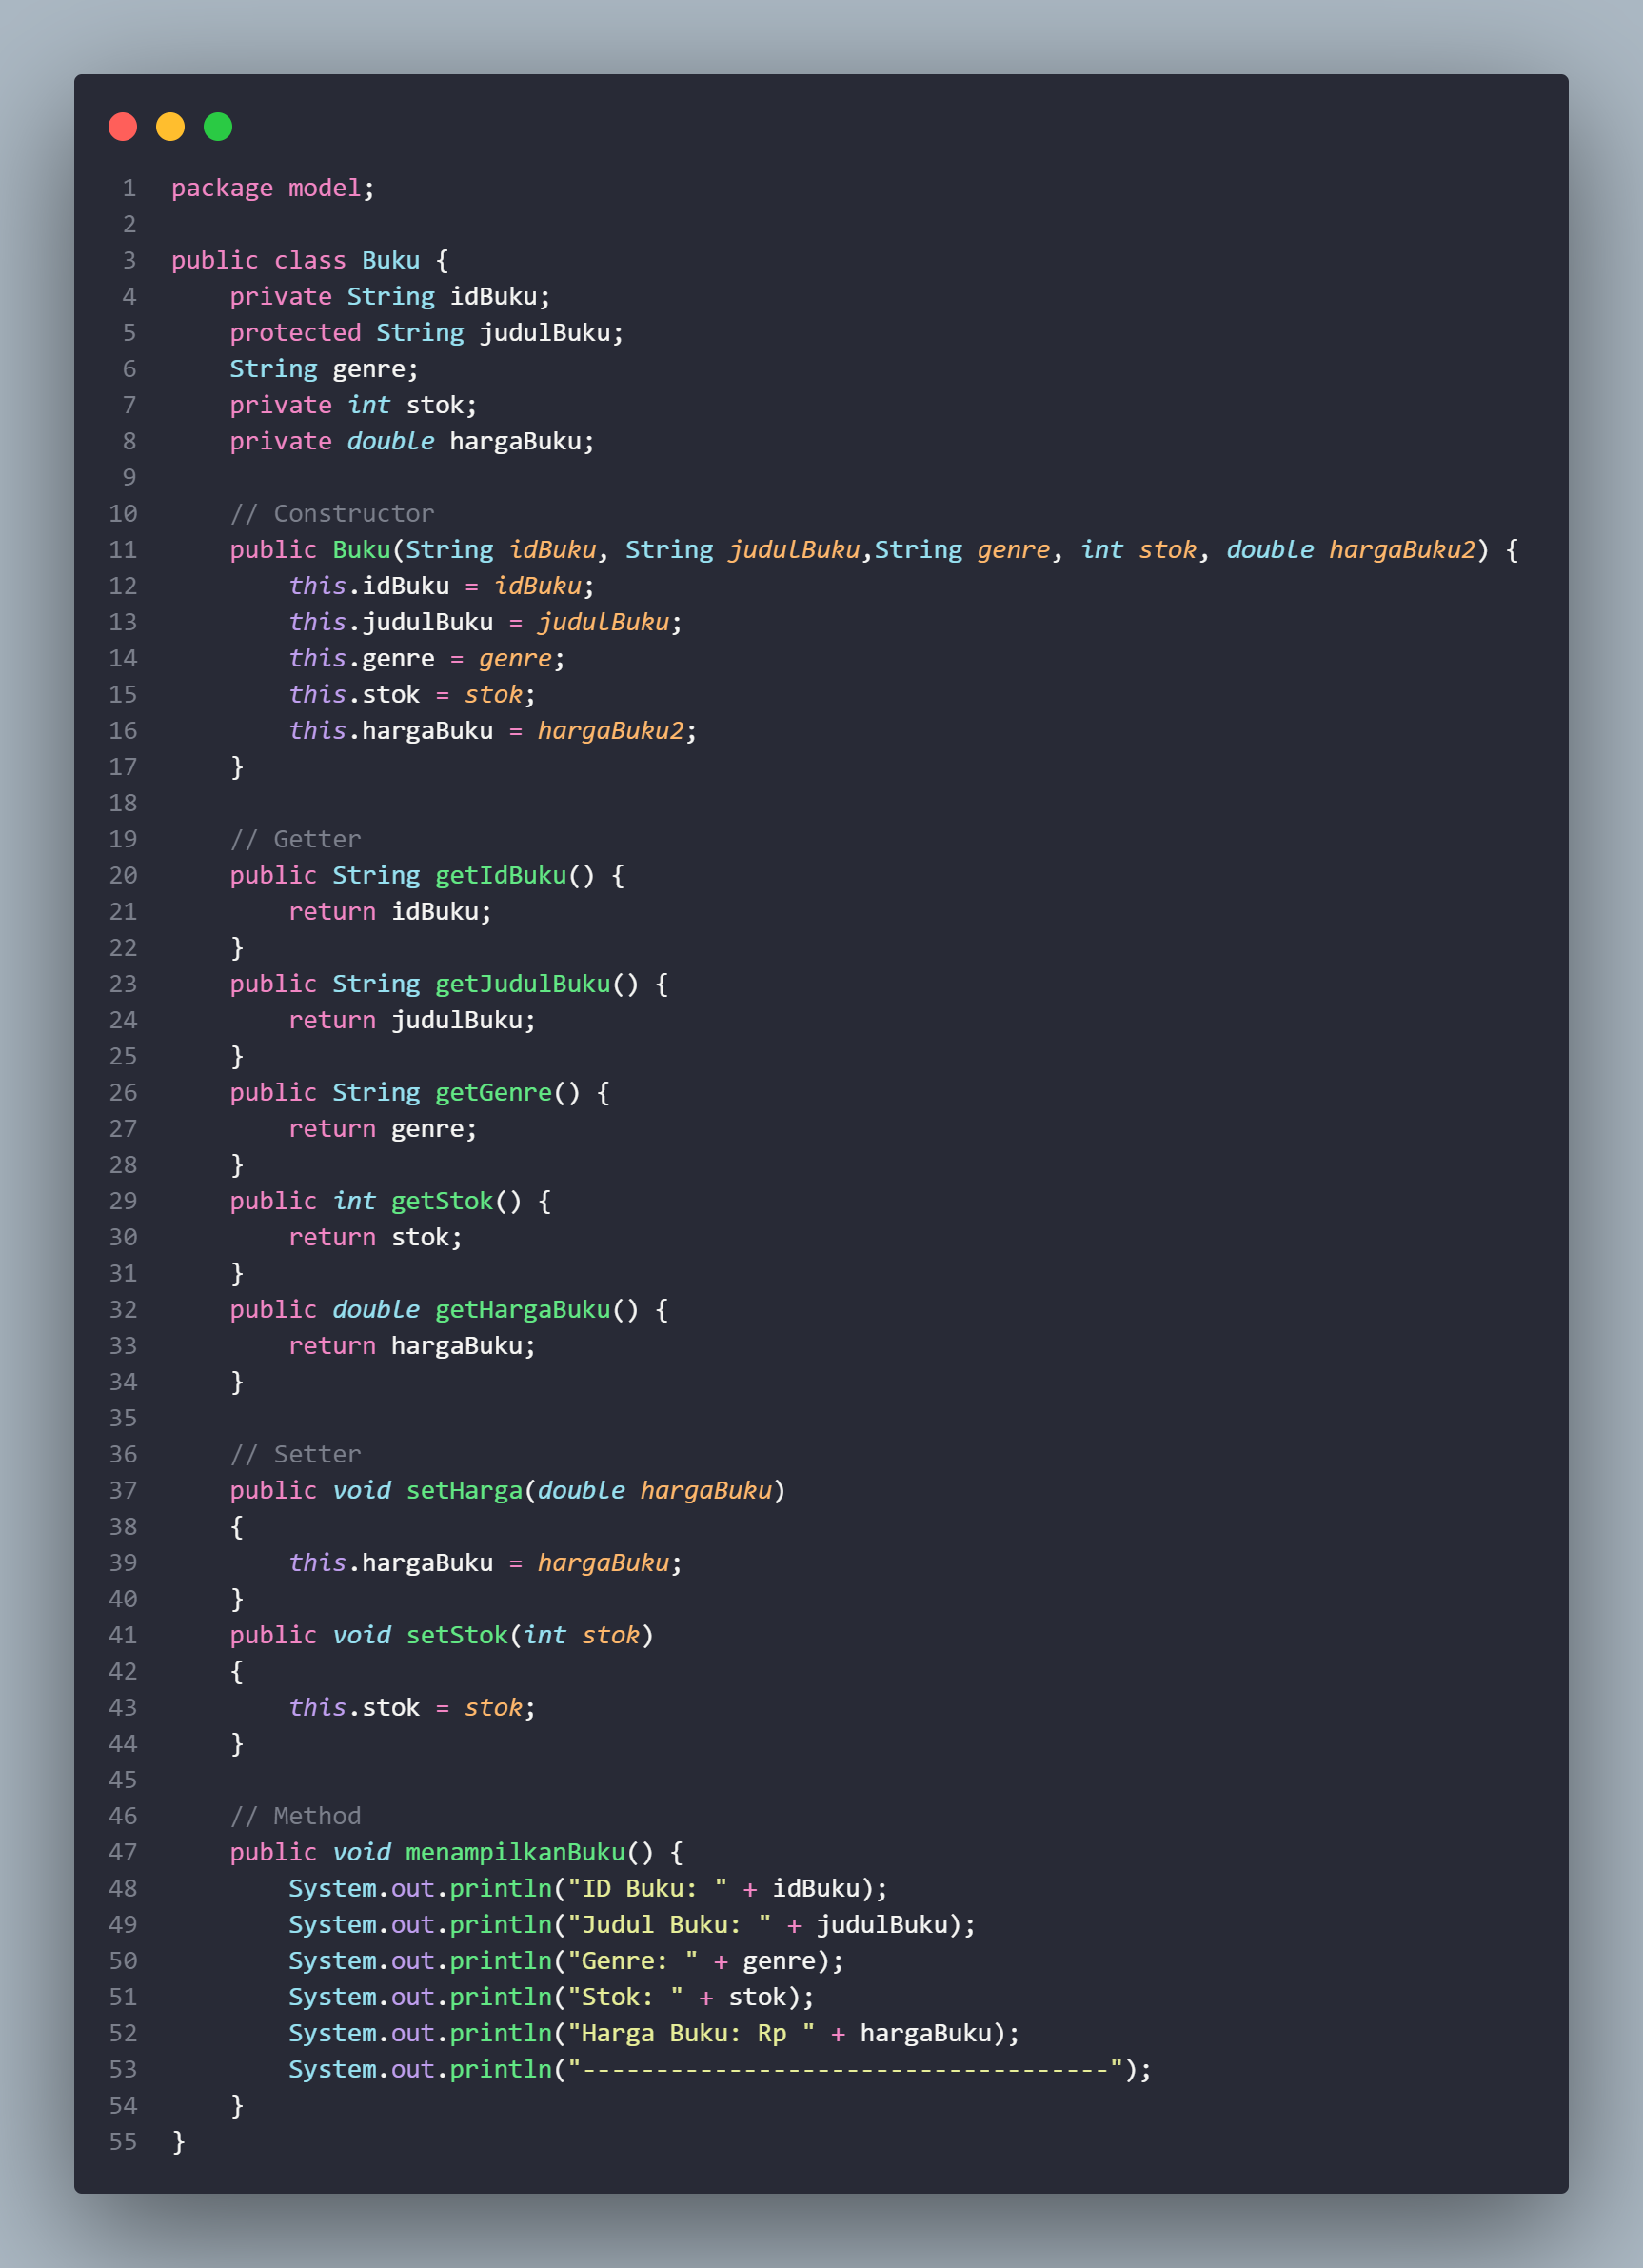 1 package model;
2
3 public class Buku {
4     private String idBuku;
5     protected String judulBuku;
6     String genre;
7     private int stok;
8     private double hargaBuku;
9
10     // Constructor
11     public Buku(String idBuku, String judulBuku,String genre, int stok, double hargaBuku2) {
12         this.idBuku = idBuku;
13         this.judulBuku = judulBuku;
14         this.genre = genre;
15         this.stok = stok;
16         this.hargaBuku = hargaBuku2;
17     }
18
19     // Getter
20     public String getIdBuku() {
21         return idBuku;
22     }
23     public String getJudulBuku() {
24         return judulBuku;
25     }
26     public String getGenre() {
27         return genre;
28     }
29     public int getStok() {
30         return stok;
31     }
32     public double getHargaBuku() {
33         return hargaBuku;
34     }
35
36     // Setter
37     public void setHarga(double hargaBuku)
38     {
39         this.hargaBuku = hargaBuku;
40     }
41     public void setStok(int stok)
42     {
43         this.stok = stok;
44     }
45
46     // Method
47     public void menampilkanBuku() {
48         System.out.println("ID Buku: " + idBuku);
49         System.out.println("Judul Buku: " + judulBuku);
50         System.out.println("Genre: " + genre);
51         System.out.println("Stok: " + stok);
52         System.out.println("Harga Buku: Rp " + hargaBuku);
53         System.out.println("------------------------------------");
54     }
55 }